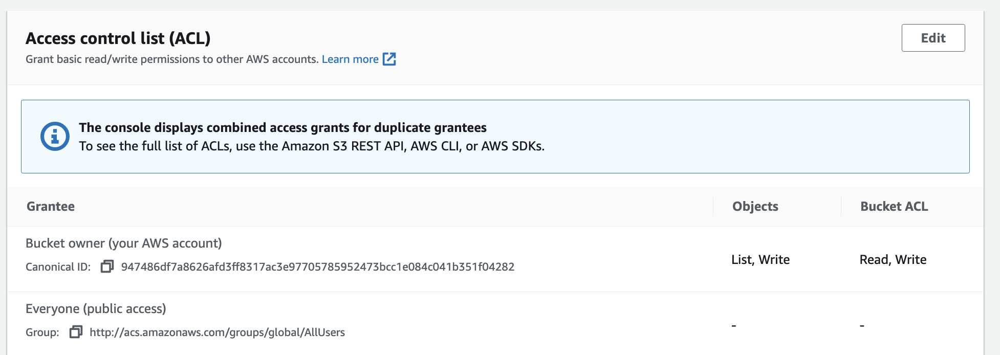 Access control list (ACL)
Edit
Grant basic read/write permissions to other AWS accounts. Learn more
The console displays combined access grants for duplicate grantees
To see the full list of ACLs, use the Amazon S3 REST API, AWS CLI, or AWS SDKs.
Grantee Objects Bucket ACL
Bucket owner (your AWS account)
List, Write Read, Write
Canonical ID: 947486df7a8626afd3ff8317ac3e97705785952473bcc1e084c041b351f04282
Everyone (public access)
- -
Group: http://acs.amazonaws.com/groups/global/AllUsers